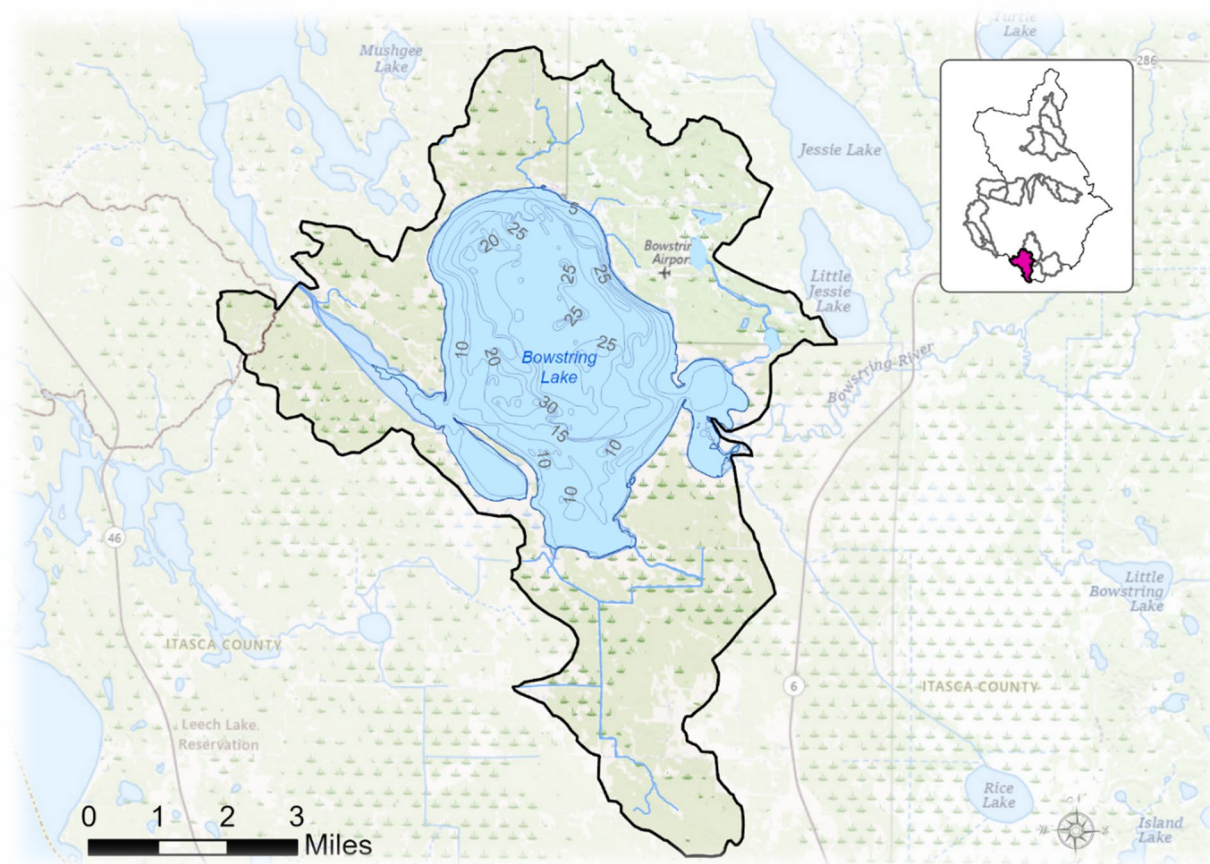 Turtle
Lake
286
Mushgee
Lake
Jessie Lake
5
25
20
Bowstrin
Airport
25
25
Little
Jessie
Lake
25
25
10
20
Bowstring
Lake
Bowstring River
30
15
10
10
10
46
Little
Bowstring
Lake
ITASCA COUNTY
6
ITASCA COUNTY
Leech Lake
Reservation
Rice
Lake
Island
Lake
0 1 2 3
Miles